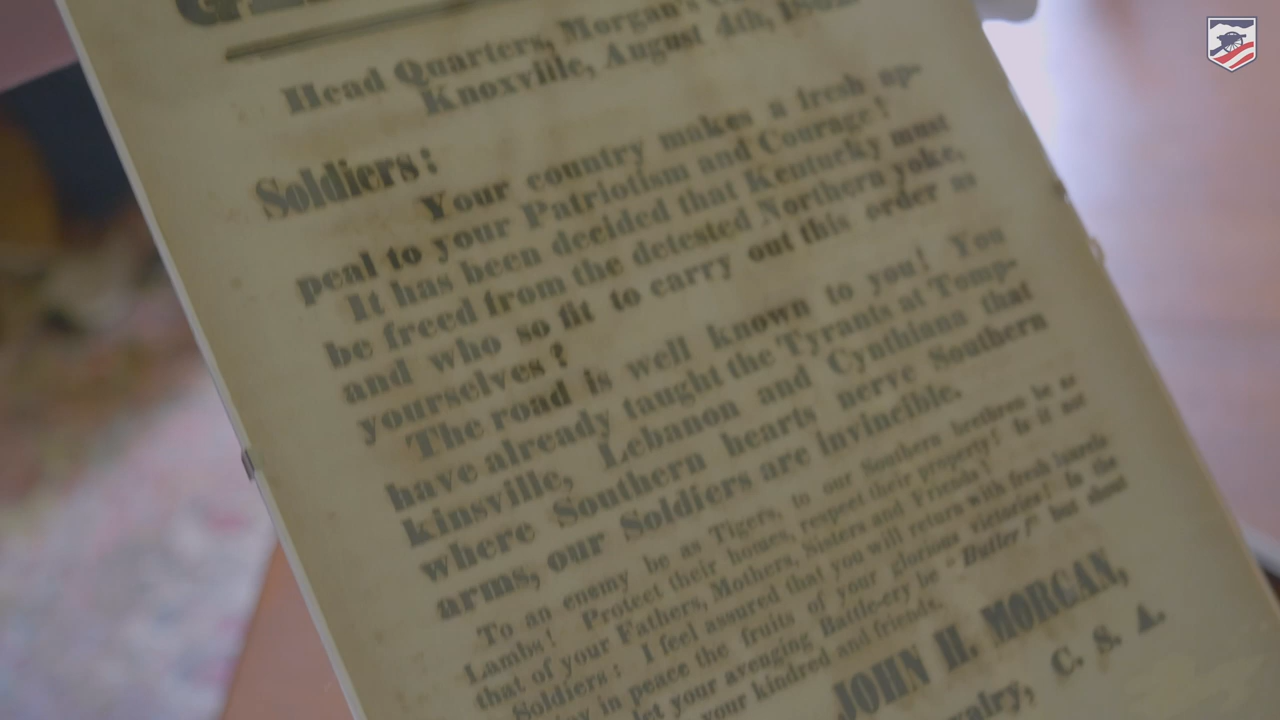 Head Quarters, Morgan's
Knoxville, August 4th,
Soldiers:
Your country makes a fresh ap-
peal to your Patriotism and Courage!
It has been decided that Kentucky must
be freed from the detested Northern yoke,
and who so fit to carry out this order as
yourselves?
The road is well known to you! You
have already taught the Tyrants at Tomp-
kinsville, Lebanon and Cynthiana that
where Southern hearts nerve Southern
arms, our Soldiers are invincible.
To an enemy be as Tigers, to our Southern brethren be as
Lambs! Protect their homes, respect their property! Is it not
that of your Fathers, Mothers, Sisters and Friends?
Soldiers: I feel assured that you will return with fresh laurels
in peace the fruits of your glorious victories! In the
let your avenging Battle-cry be "Butler!" but shout
your kindred and friends.
JOHN H. MORGAN,
C. S. A.